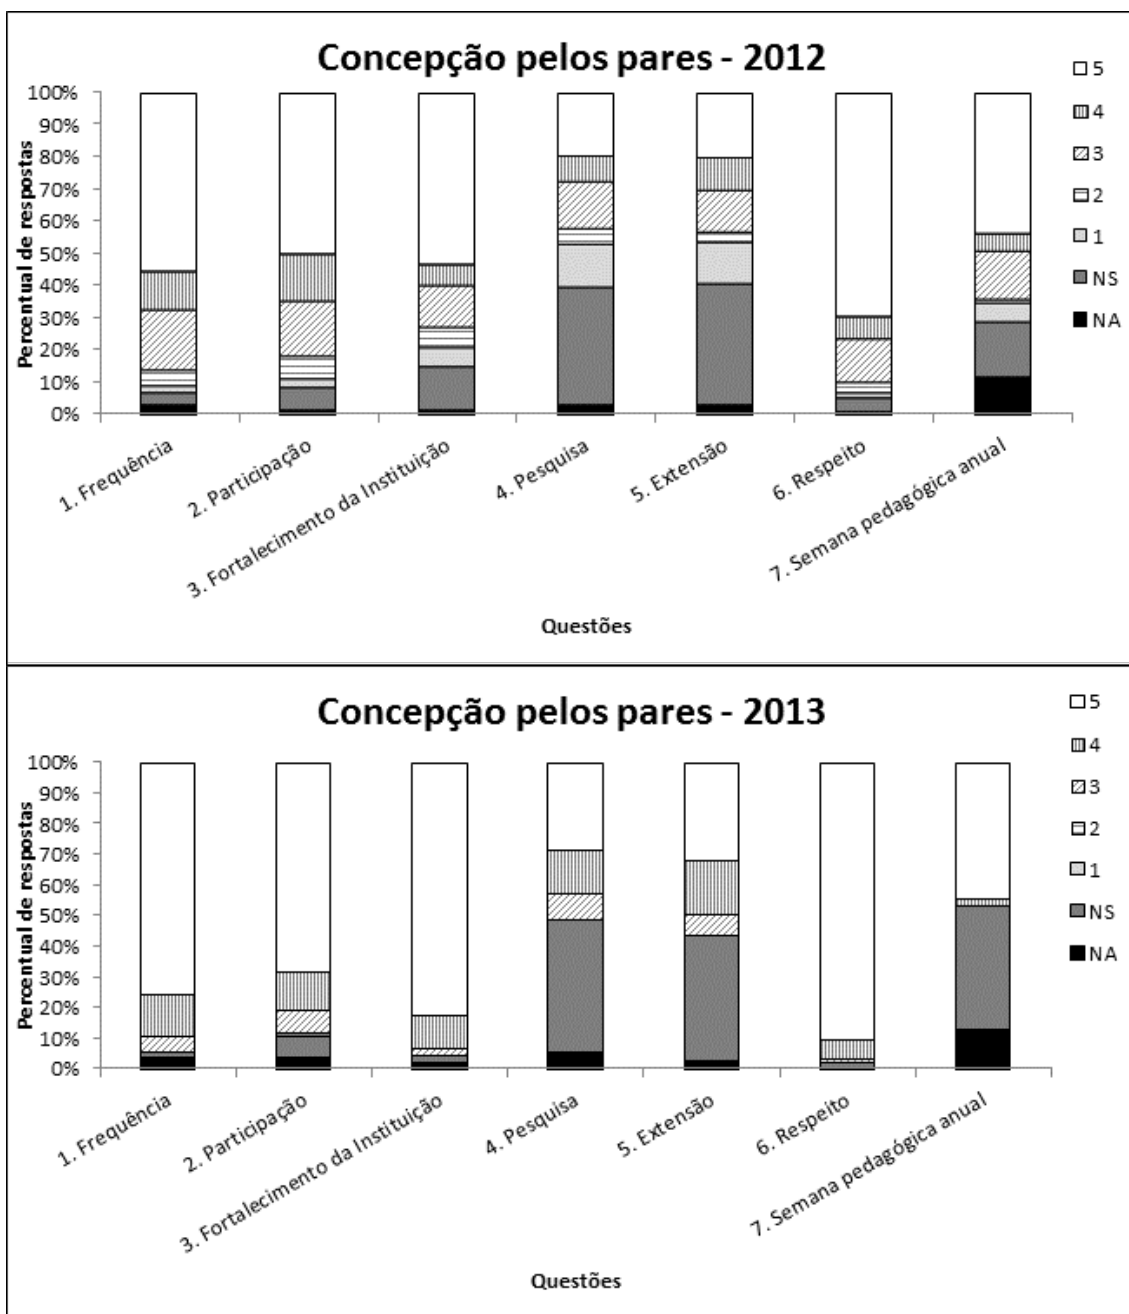 Concepção pelos pares - 2012
5
4
3
2
1
NS
NA
Percentual de respostas
100%
90%
80%
70%
60%
50%
40%
30%
20%
10%
0%
1. Frequência
2. Participação
3. Fortalecimento da Instituição
4. Pesquisa
5. Extensão
6. Respeito
7. Semana pedagógica anual
Questões
Concepção pelos pares - 2013
5
4
3
2
1
NS
NA
Percentual de respostas
100%
90%
80%
70%
60%
50%
40%
30%
20%
10%
0%
1. Frequência
2. Participação
3. Fortalecimento da Instituição
4. Pesquisa
5. Extensão
6. Respeito
7. Semana pedagógica anual
Questões